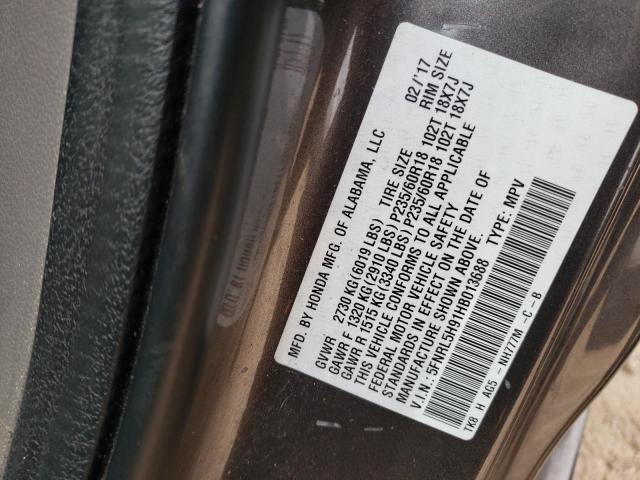 MFD. BY HONDA MFG. OF ALABAMA, LLC 02/'17
TIRE SIZE RIM SIZE
GVWR 2730 KG (6019 LBS)
GAWR F 1320 KG (2910 LBS) P235/60R18 102T 18X7J
GAWR R 1515 KG (3340 LBS) P235/60R18 102T 18X7J
THIS VEHICLE CONFORMS TO ALL APPLICABLE
FEDERAL MOTOR VEHICLE SAFETY
STANDARDS IN EFFECT ON THE DATE OF
MANUFACTURE SHOWN ABOVE.
V.I.N.: 5FNRL5H91HB013688 TYPE: MPV
TK8 H AG5 - NH777M -C - B